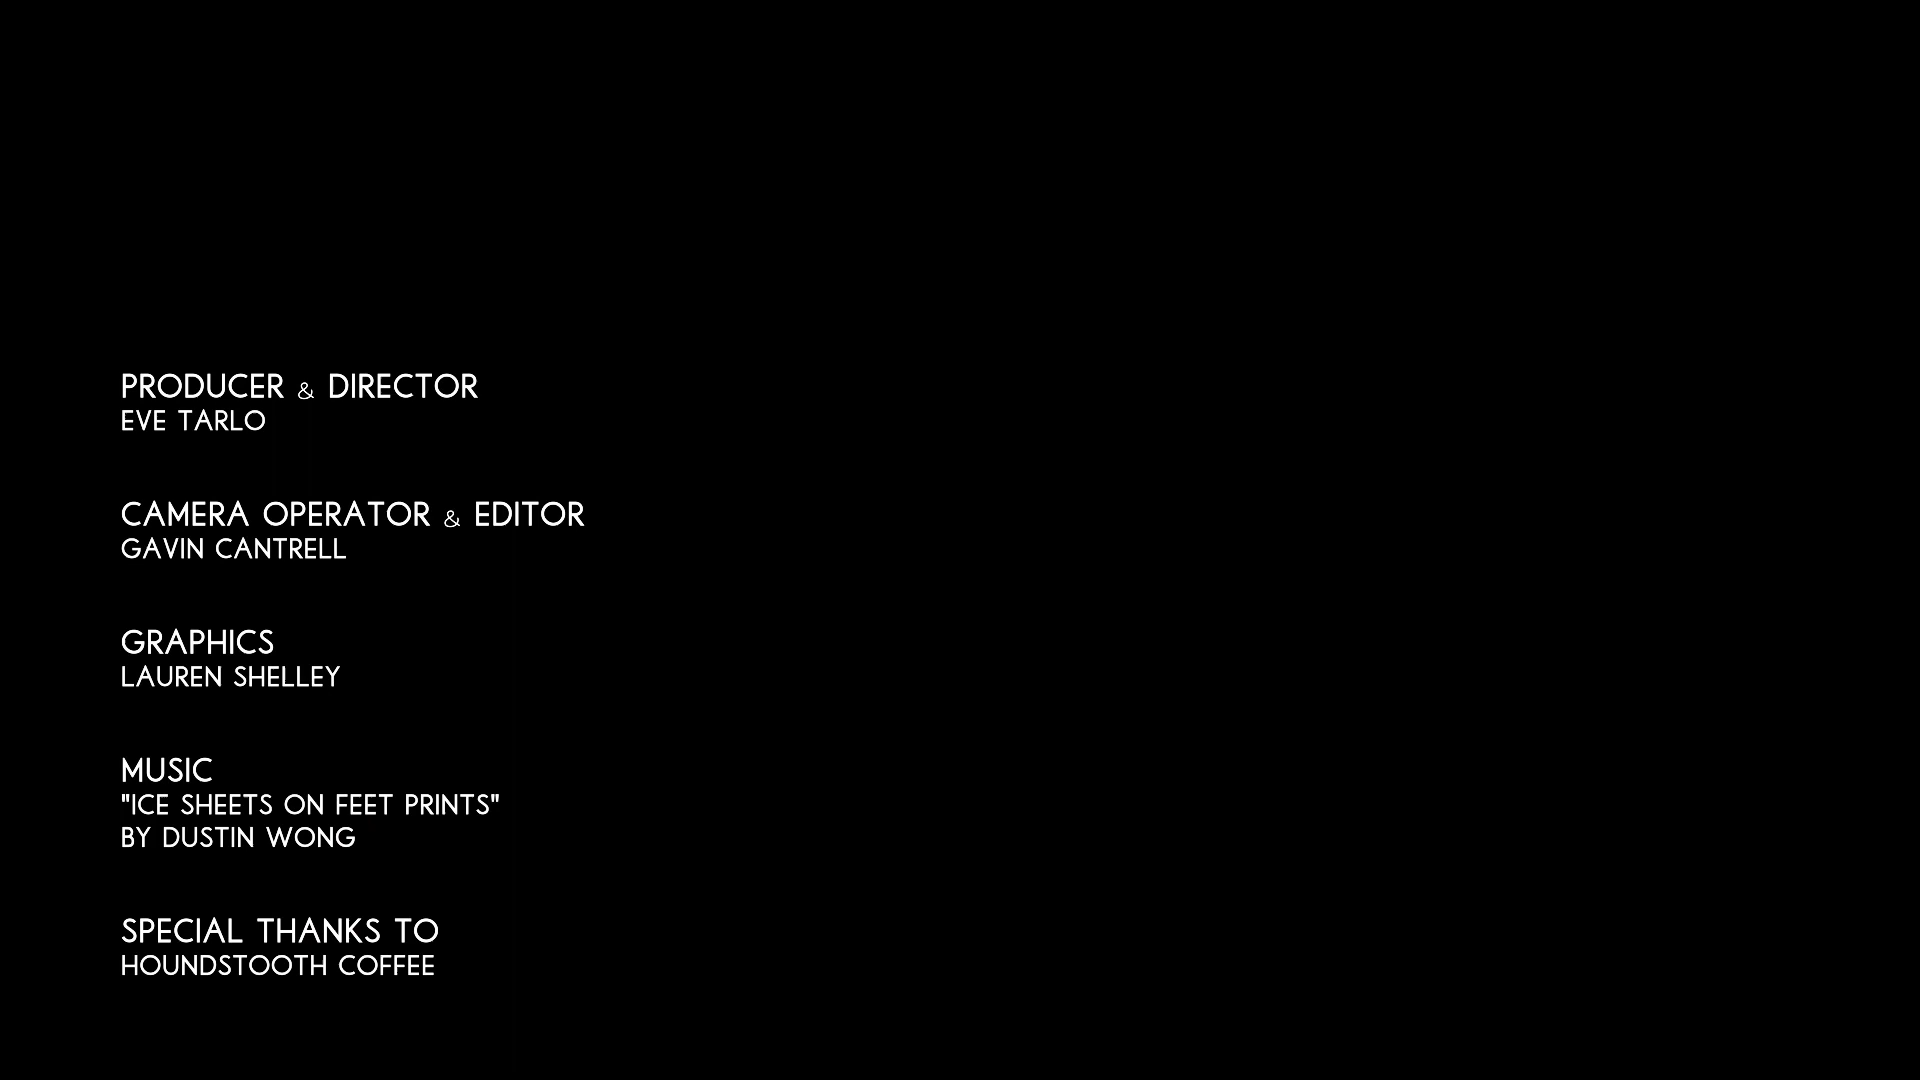 PRODUCER & DIRECTOR
EVE TARLO
CAMERA OPERATOR & EDITOR
GAVIN CANTRELL
GRAPHICS
LAUREN SHELLEY
MUSIC
"ICE SHEETS ON FEET PRINTS"
BY DUSTIN WONG
SPECIAL THANKS TO
HOUNDSTOOTH COFFEE